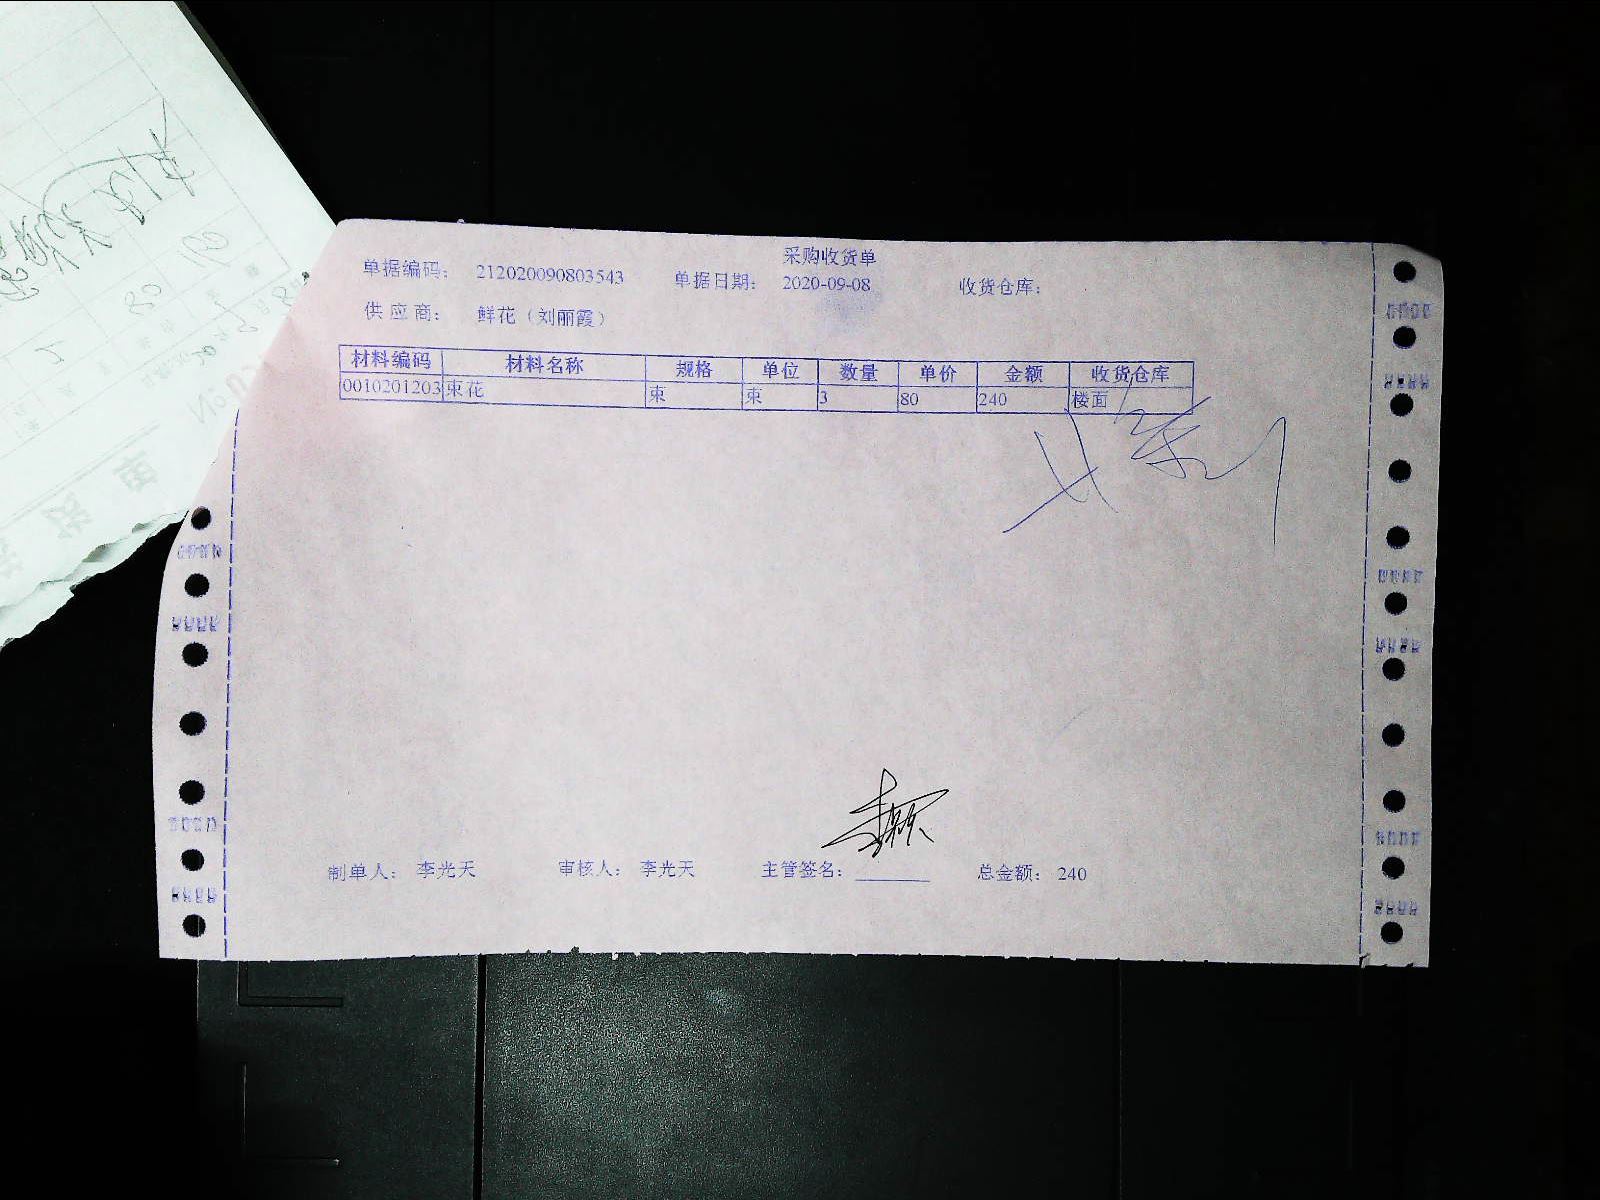 采购收货单
单据编码: 212020090803543 单据日期: 2020-09-08 收货仓库:
供应商: 鲜花（刘丽霞）
材料编码 材料名称 规格 单位 数量 单价 金额 收货仓库
0010201203 束花 束 束 3 80 240 楼面
制单人: 李光天 审核人: 李光天 主管签名: 总金额: 240